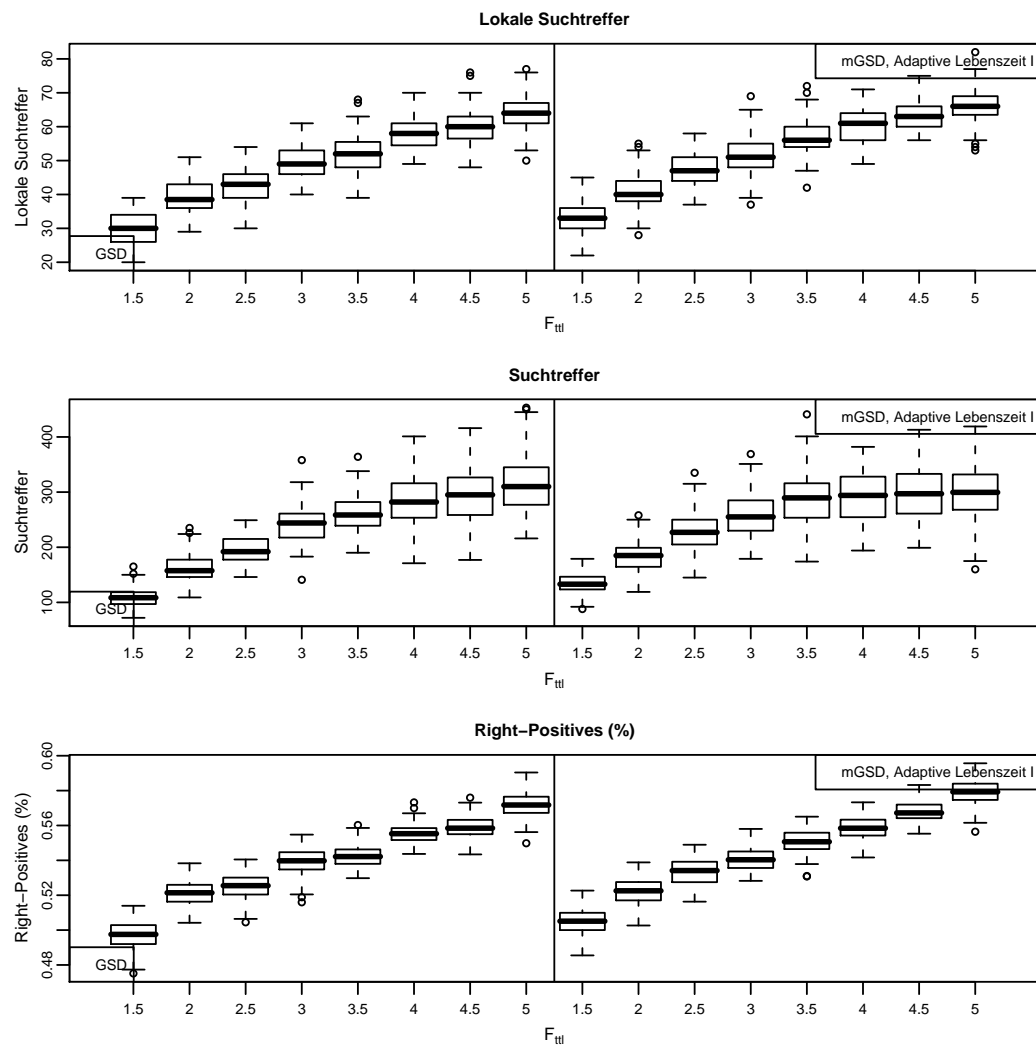 Lokale Suchtreffer
Lokale Suchtreffer
80
70
60
50
40
30
20
GSD
mGSD, Adaptive Lebenszeit I
1.5 2 2.5 3 3.5 4 4.5 5 1.5 2 2.5 3 3.5 4 4.5 5
Fttl
Suchtreffer
Suchtreffer
400
300
200
100
GSD
mGSD, Adaptive Lebenszeit I
1.5 2 2.5 3 3.5 4 4.5 5 1.5 2 2.5 3 3.5 4 4.5 5
Fttl
Right−Positives (%)
Right−Positives (%)
0.60
0.56
0.52
0.48
GSD
mGSD, Adaptive Lebenszeit I
1.5 2 2.5 3 3.5 4 4.5 5 1.5 2 2.5 3 3.5 4 4.5 5
Fttl